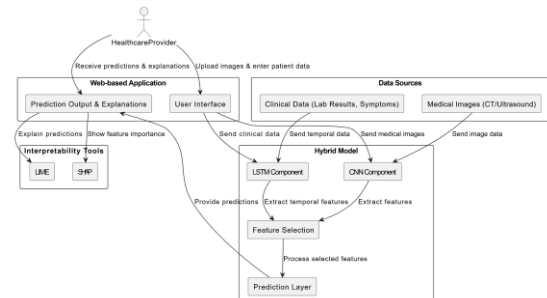 HealthcareProvider
Receive predictions & explanations
Upload images & enter patient data
Web-based Application
Data Sources
Prediction Output & Explanations
User Interface
Clinical Data (Lab Results, Symptoms)
Medical Images (CT/Ultrasound)
Explain predictions
Show feature importance
Send clinical data
Send temporal data
Send medical images
Send image data
Interpretability Tools
Hybrid Model
LIME
SHAP
LSTM Component
CNN Component
Provide predictions
Extract temporal features
Extract features
Feature Selection
Process selected features
Prediction Layer